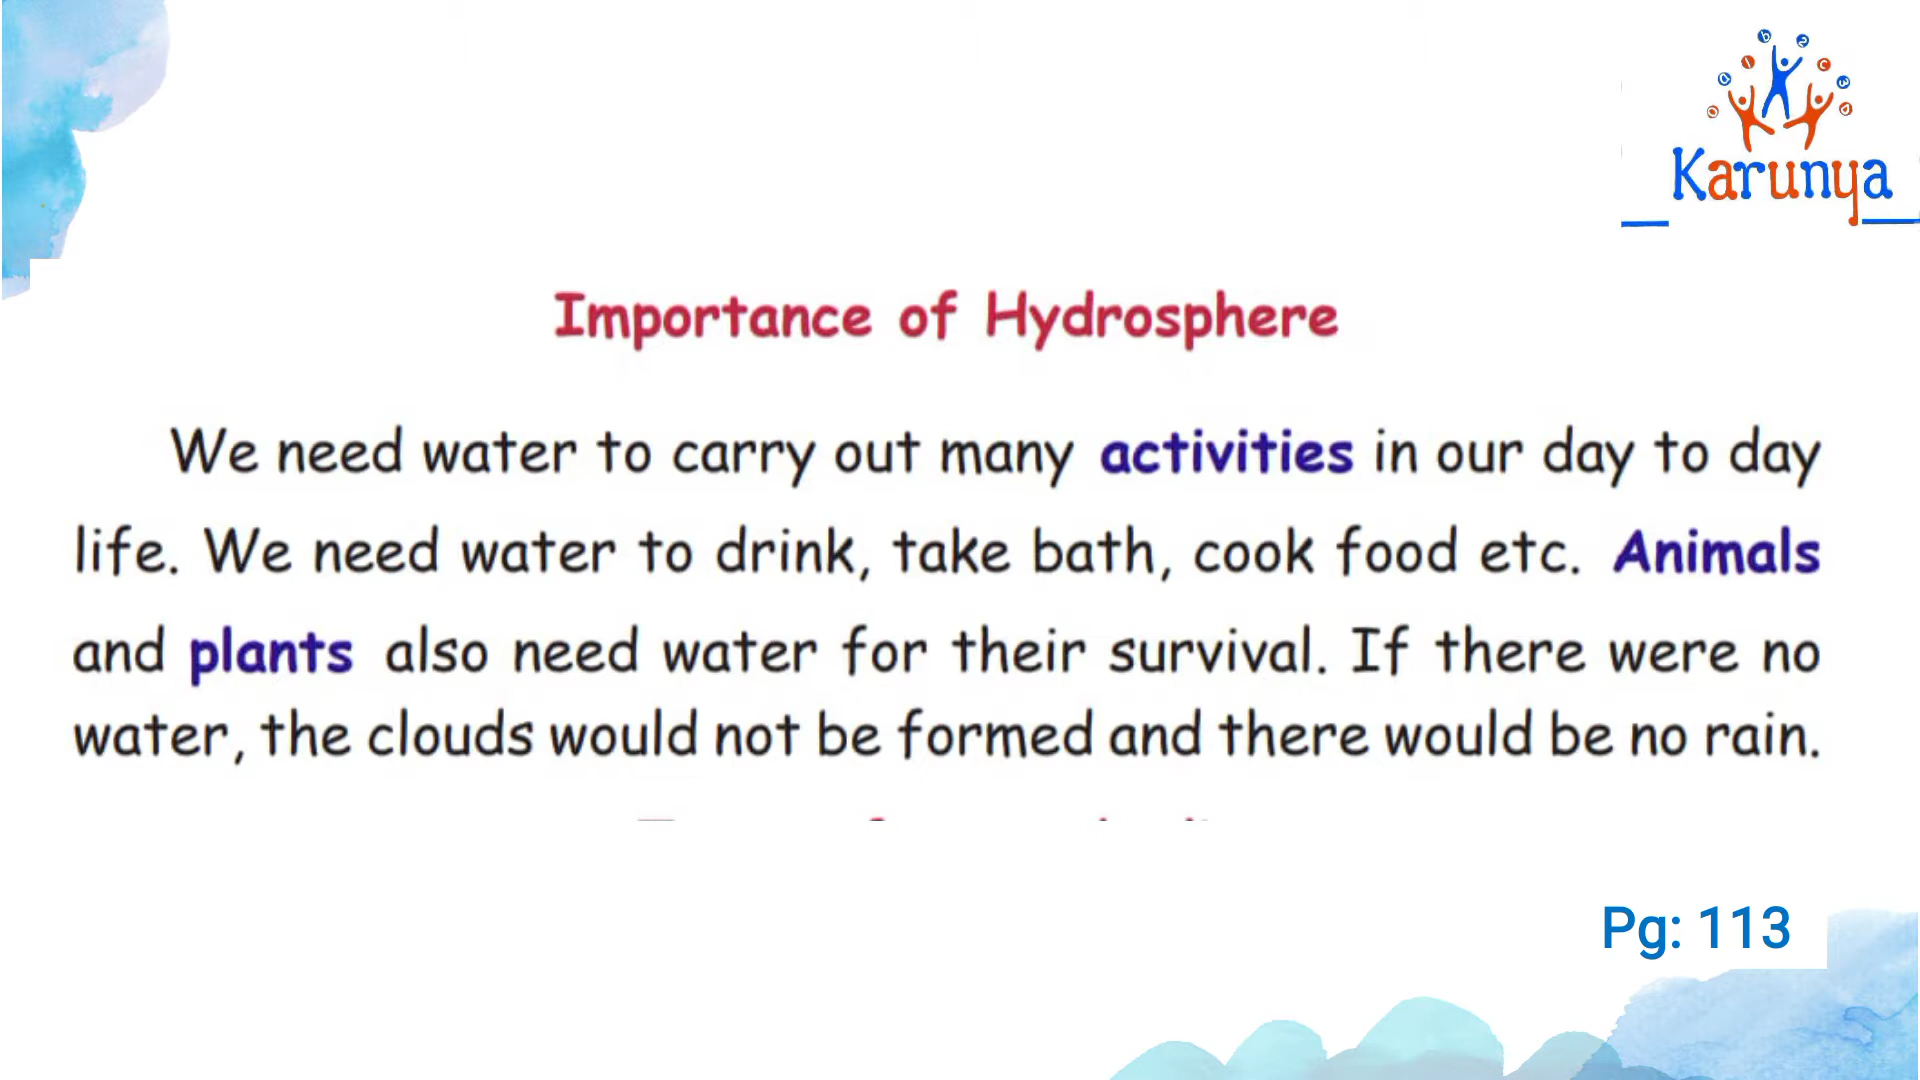 Karunya
Importance of Hydrosphere
We need water to carry out many activities in our day to day
life. We need water to drink, take bath, cook food etc. Animals
and plants also need water for their survival. If there were no
water, the clouds would not be formed and there would be no rain.
Pg: 113